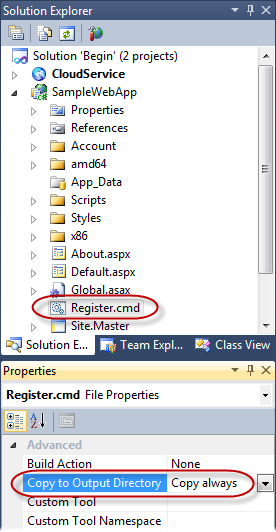 Solution Explorer
Solution 'Begin' (2 projects)
CloudService
SampleWebApp
Properties
References
Account
amd64
App_Data
Scripts
Styles
x86
About.aspx
Default.aspx
Global.asax
Register.cmd
Site.Master
Solution E...
Team Expl...
Class View
Properties
Register.cmd File Properties
Advanced
Build Action None
Copy to Output Directory Copy always
Custom Tool
Custom Tool Namespace